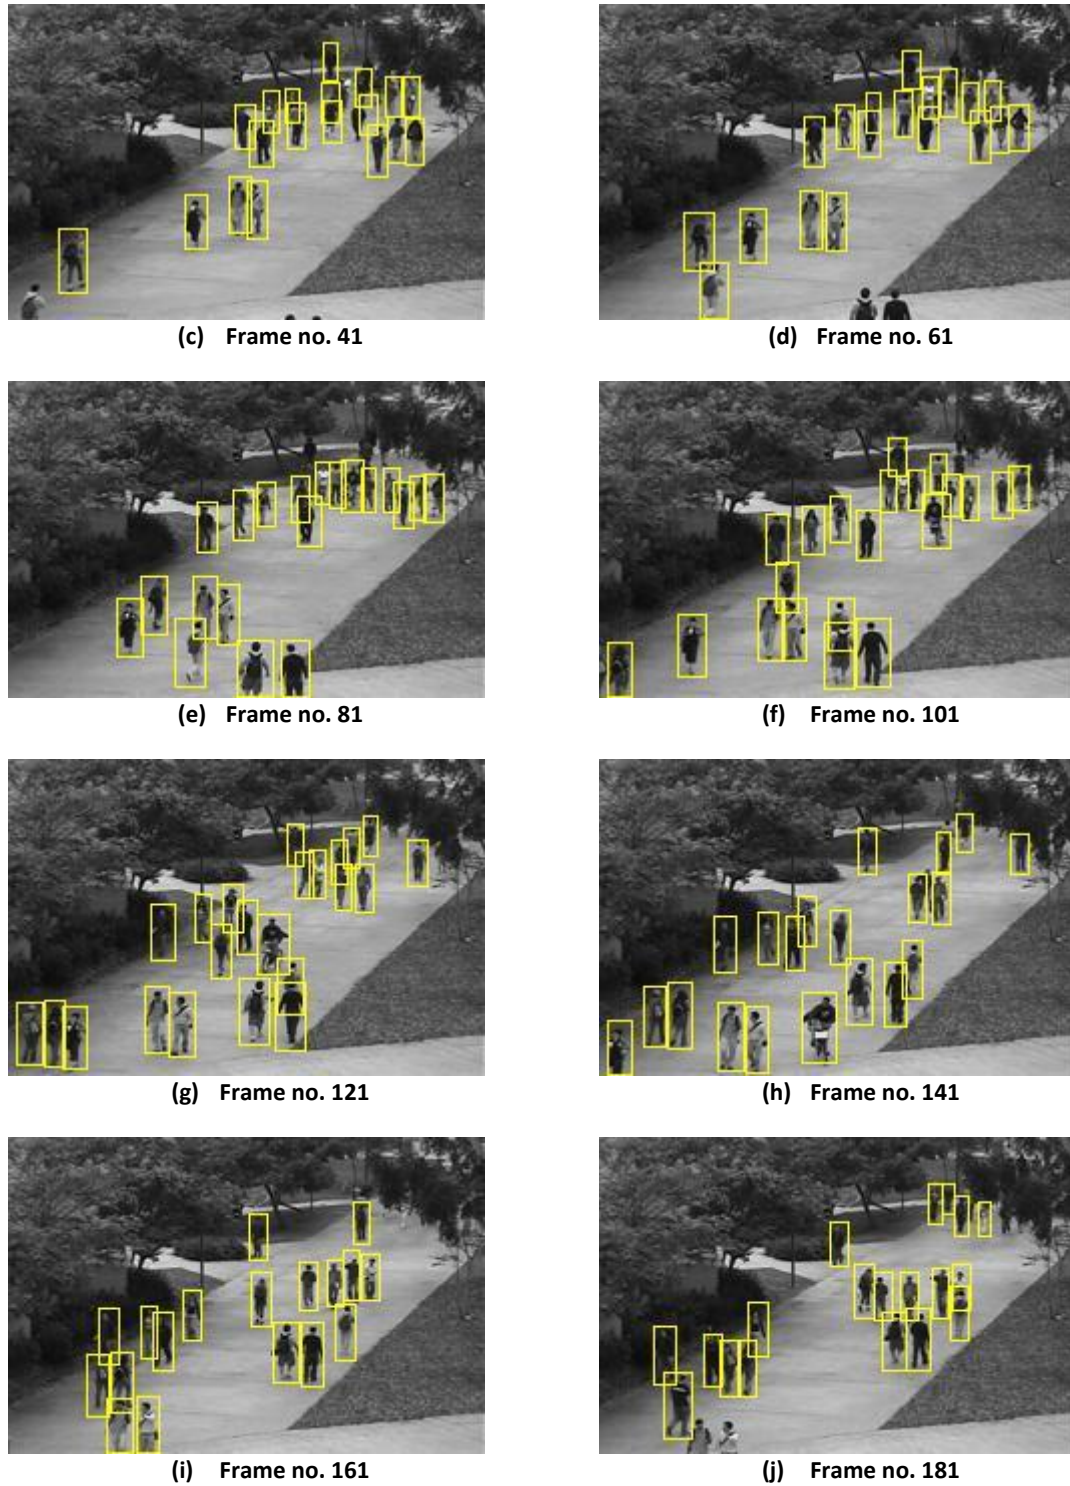 (c) Frame no. 41
(d) Frame no. 61
(e) Frame no. 81
(f) Frame no. 101
(g) Frame no. 121
(h) Frame no. 141
(i) Frame no. 161
(j) Frame no. 181